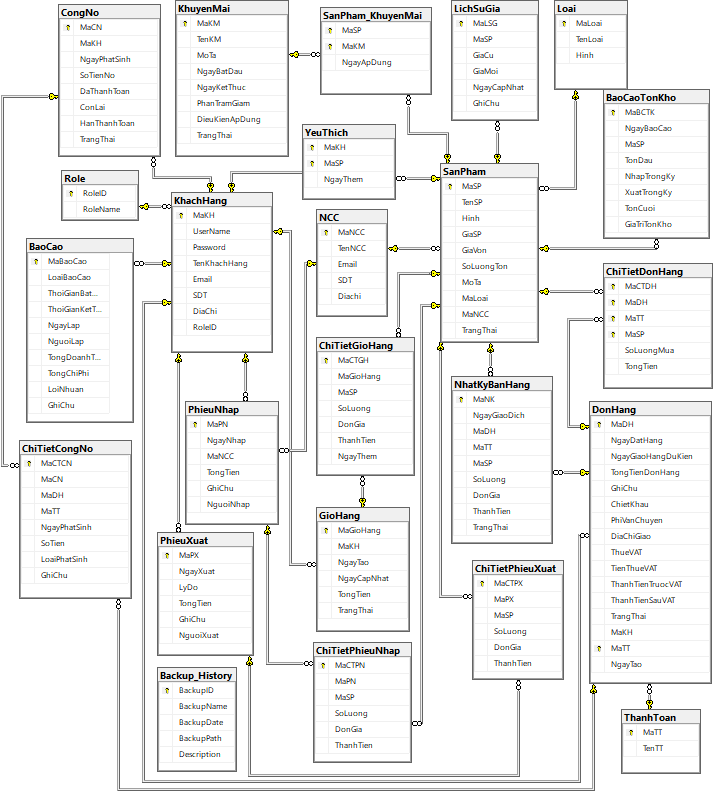 CongNo
MaCN
MaKH
NgayPhatSinh
SoTienNo
DaThanhToan
ConLai
HanThanhToan
TrangThai
KhuyenMai
MaKM
TenKM
MoTa
NgayBatDau
NgayKetThuc
PhanTramGiam
DieuKienApDung
TrangThai
SanPham_KhuyenMai
MaSP
MaKM
NgayApDung
LichSuGia
MaLSG
MaSP
GiaCu
GiaMoi
NgayCapNhat
GhiChu
Loai
MaLoai
TenLoai
Hinh
BaoCaoTonKho
MaBCTK
NgayBaoCao
MaSP
TonDau
NhapTrongKy
XuatTrongKy
TonCuoi
GiaTriTonKho
YeuThich
MaKH
MaSP
NgayThem
Role
RoleID
RoleName
KhachHang
MaKH
UserName
Password
TenKhachHang
Email
SDT
DiaChi
RoleID
SanPham
MaSP
TenSP
Hinh
GiaSP
GiaVon
SoLuongTon
MoTa
MaLoai
MaNCC
TrangThai
NCC
MaNCC
TenNCC
Email
SDT
Diachi
BaoCao
MaBaoCao
LoaiBaoCao
ThoiGianBat...
ThoiGianKetT...
NgayLap
NguoiLap
TongDoanhT...
TongChiPhi
LoiNhuan
GhiChu
ChiTietDonHang
MaCTDH
MaDH
MaTT
MaSP
SoLuongMua
TongTien
ChiTietGioHang
MaCTGH
MaGioHang
MaSP
SoLuong
DonGia
ThanhTien
NgayThem
NhatKyBanHang
MaNK
NgayGiaoDich
MaDH
MaTT
MaSP
SoLuong
DonGia
ThanhTien
TrangThai
PhieuNhap
MaPN
NgayNhap
MaNCC
TongTien
GhiChu
NguoiNhap
DonHang
MaDH
NgayDatHang
NgayGiaoHangDuKien
TongTienDonHang
GhiChu
ChietKhau
PhiVanChuyen
DiaChiGiao
ThueVAT
TienThueVAT
ThanhTienTruocVAT
ThanhTienSauVAT
TrangThai
MaKH
MaTT
NgayTao
ChiTietCongNo
MaCTCN
MaCN
MaDH
MaTT
NgayPhatSinh
SoTien
LoaiPhatSinh
GhiChu
GioHang
MaGioHang
MaKH
NgayTao
NgayCapNhat
TongTien
TrangThai
PhieuXuat
MaPX
NgayXuat
LyDo
TongTien
GhiChu
NguoiXuat
ChiTietPhieuXuat
MaCTPX
MaPX
MaSP
SoLuong
DonGia
ThanhTien
ChiTietPhieuNhap
MaCTPN
MaPN
MaSP
SoLuong
DonGia
ThanhTien
Backup_History
BackupID
BackupName
BackupDate
BackupPath
Description
ThanhToan
MaTT
TenTT